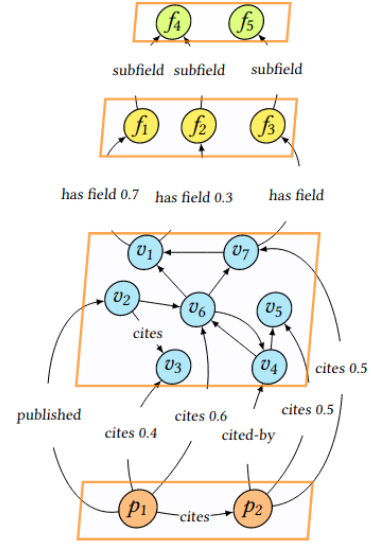 f4 f5
subfield subfield subfield
f1 f2 f3
has field 0.7 has field 0.3 has field
v1 v7
v2 v6 v5
cites
v3 v4
cites 0.5
published cites 0.4 cites 0.6 cited-by cites 0.5
p1 cites p2